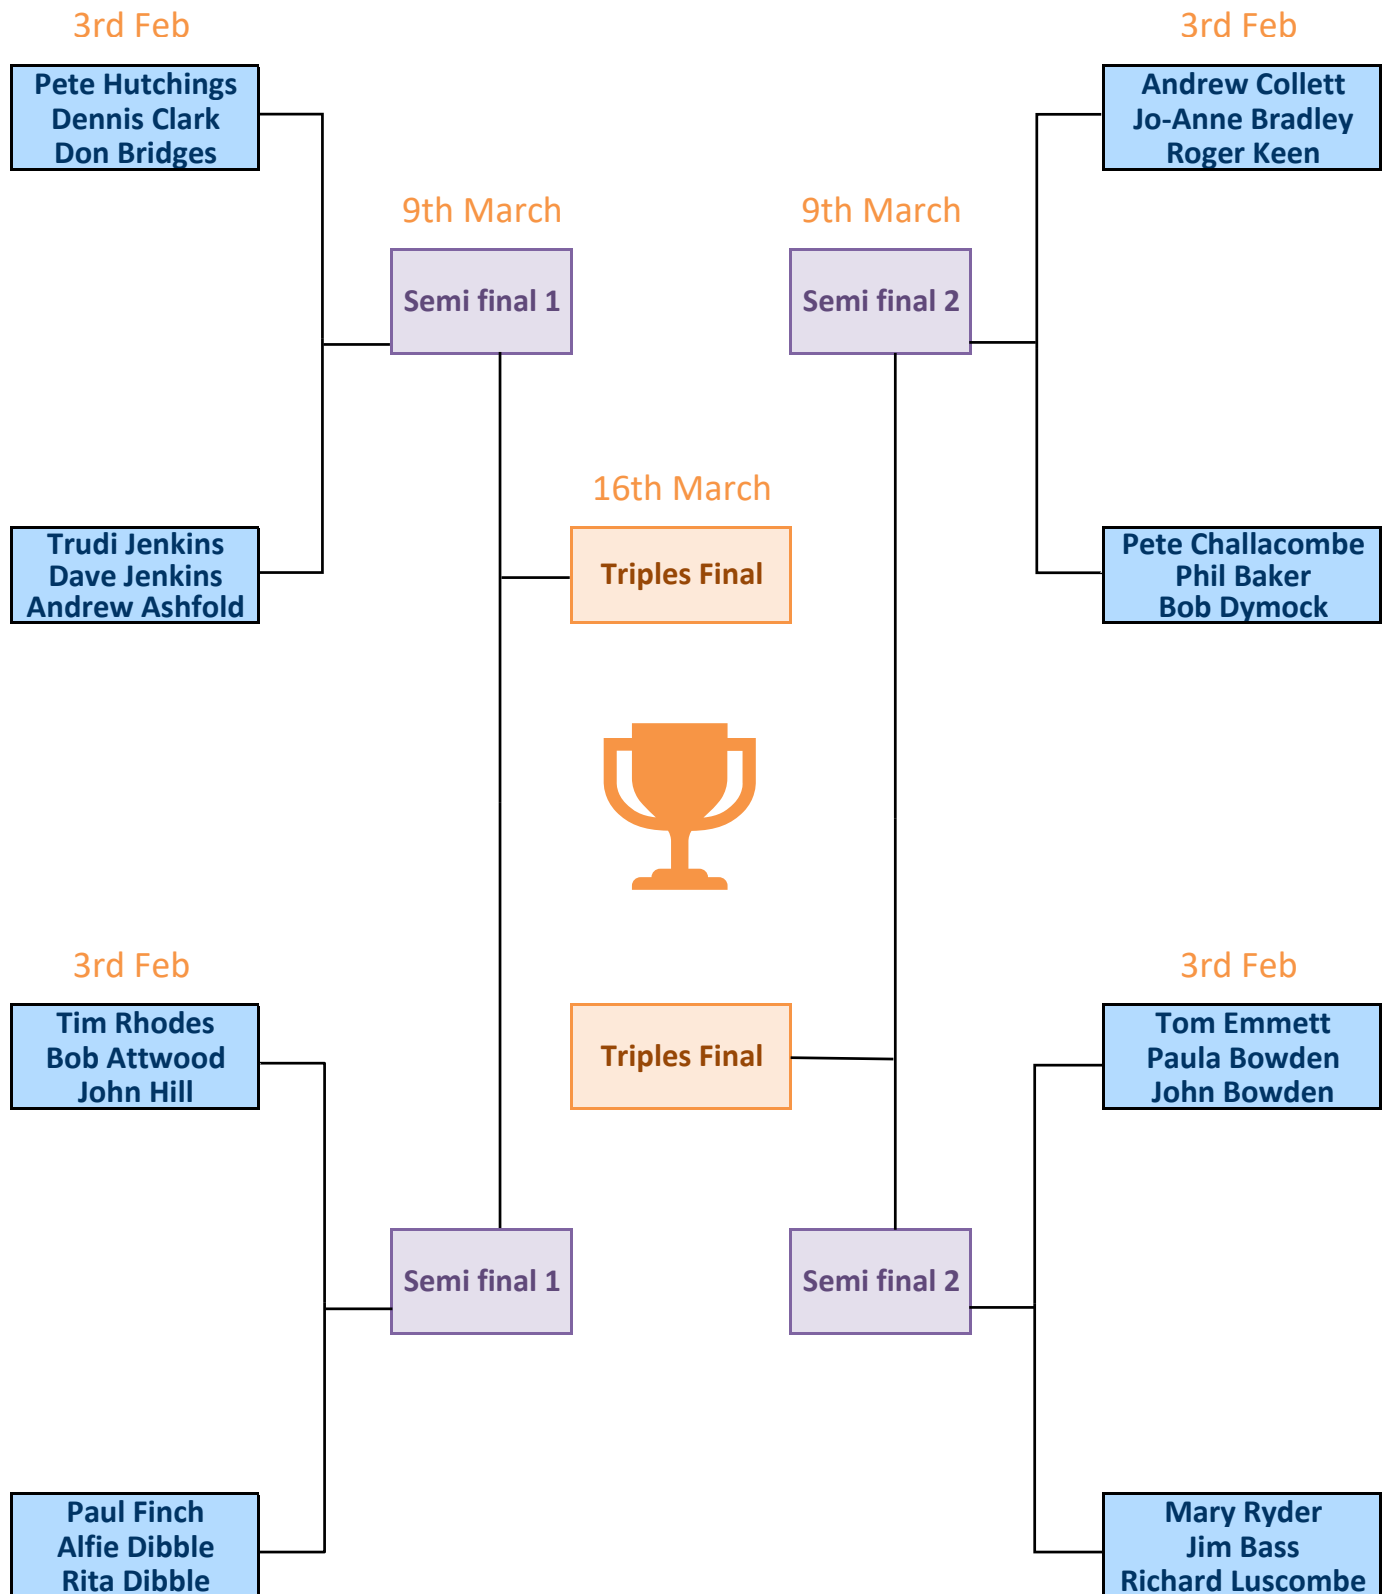 3rd Feb
3rd Feb
Pete Hutchings
Dennis Clark
Don Bridges
Andrew Collett
Jo-Anne Bradley
Roger Keen
9th March
9th March
Semi final 1
Semi final 2
16th March
Trudi Jenkins
Dave Jenkins
Andrew Ashfold
Triples Final
Pete Challacombe
Phil Baker
Bob Dymock
3rd Feb
3rd Feb
Tim Rhodes
Bob Attwood
John Hill
Triples Final
Tom Emmett
Paula Bowden
John Bowden
Semi final 1
Semi final 2
Paul Finch
Alfie Dibble
Rita Dibble
Mary Ryder
Jim Bass
Richard Luscombe